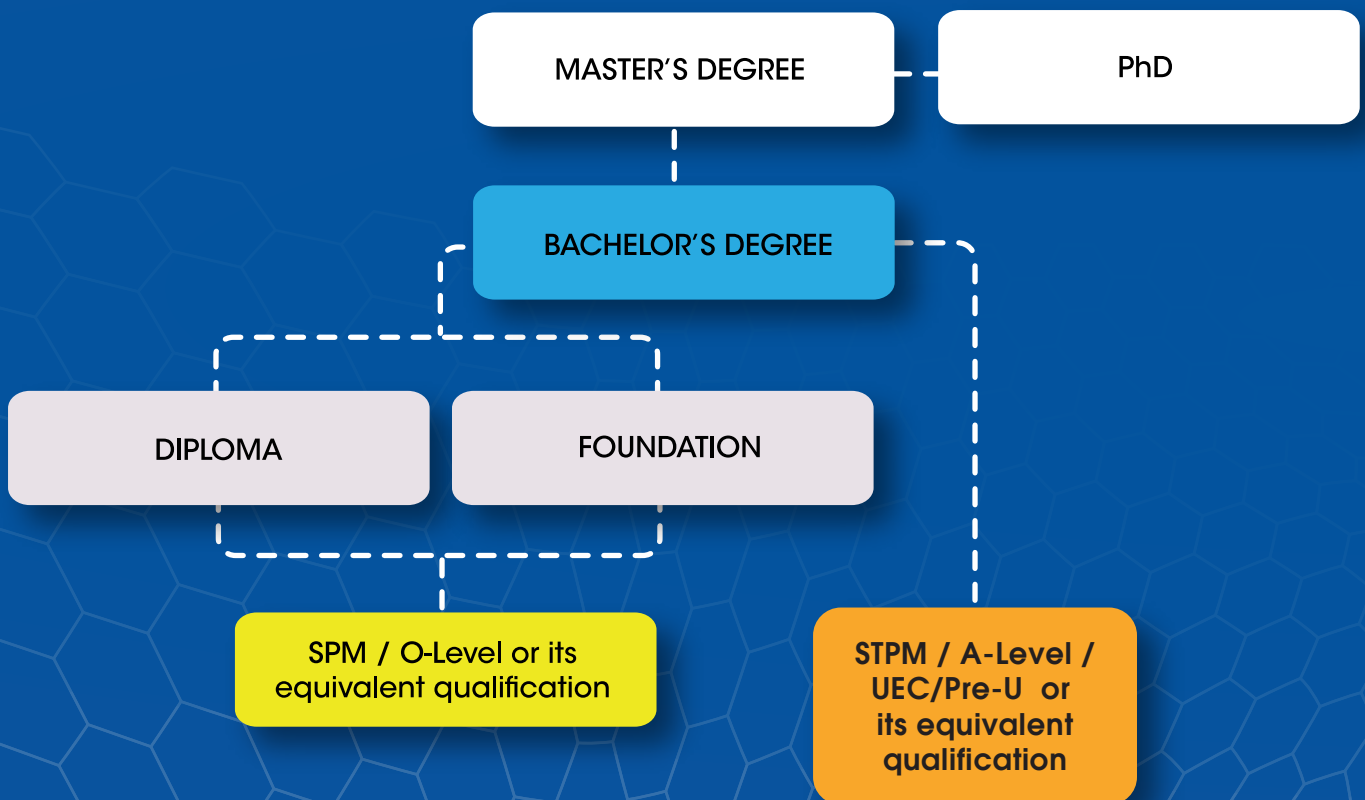 MASTER'S DEGREE
PhD
BACHELOR'S DEGREE
DIPLOMA
FOUNDATION
SPM / O-Level or its
equivalent qualification
STPM / A-Level /
UEC/Pre-U or
its equivalent
qualification